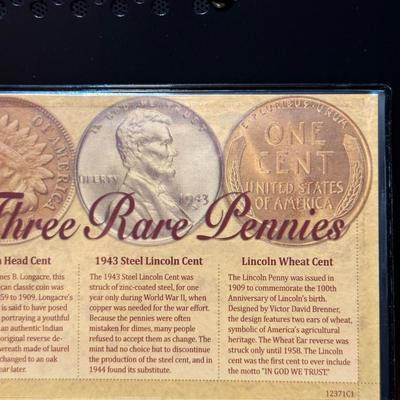 DI AMERICA
IN GOD WE TRUST
LIBERTY
1943
E·PLURIBUS·UNUM
ONE
CENT
UNITED STATES
OF AMERICA
Three Rare Pennies
Head Cent
es B. Longacre, this
can classic coin was
59 to 1909. Longacre's
is said to have posed
portraying a youthful
an authentic Indian
original reverse de-
wreath made of laurel
changed to an oak
ar later.
1943 Steel Lincoln Cent
The 1943 Steel Lincoln Cent was
struck of zinc-coated steel, for one
year only during World War II, when
copper was needed for the war effort.
Because the pennies were often
mistaken for dimes, many people
refused to accept them as change. The
mint had no choice but to discontinue
the production of the steel cent, and in
1944 found its substitute.
Lincoln Wheat Cent
The Lincoln Penny was issued in
1909 to commemorate the 100th
Anniversary of Lincoln's birth.
Designed by Victor David Brenner, the
design features two ears of wheat,
symbolic of America's agricultural
heritage. The Wheat Ear reverse was
struck only until 1958. The Lincoln
cent was the first cent to ever include
the motto "IN GOD WE TRUST."
12371C1